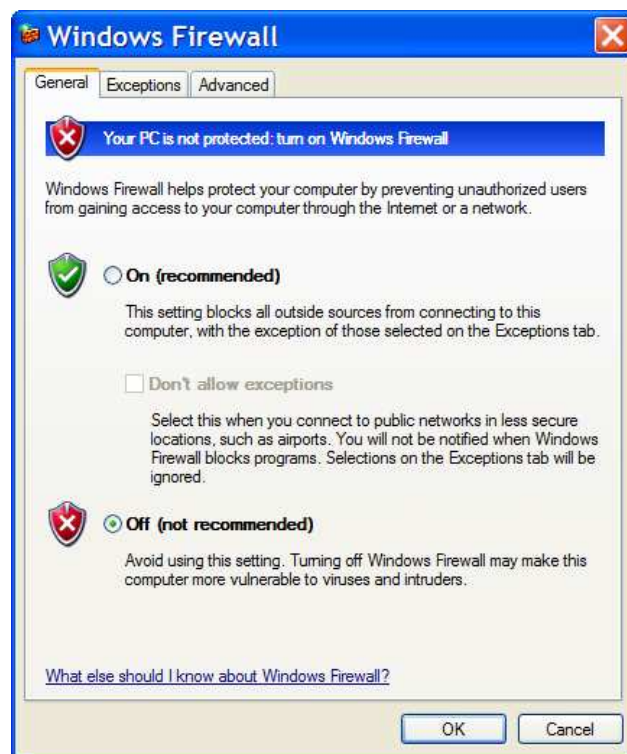 Windows Firewall
General Exceptions Advanced
Your PC is not protected: turn on Windows Firewall
Windows Firewall helps protect your computer by preventing unauthorized users
from gaining access to your computer through the Internet or a network.
On (recommended)
This setting blocks all outside sources from connecting to this
computer, with the exception of those selected on the Exceptions tab.
Don't allow exceptions
Select this when you connect to public networks in less secure
locations, such as airports. You will not be notified when Windows
Firewall blocks programs. Selections on the Exceptions tab will be
ignored.
Off (not recommended)
Avoid using this setting. Turning off Windows Firewall may make this
computer more vulnerable to viruses and intruders.
What else should I know about Windows Firewall?
OK Cancel